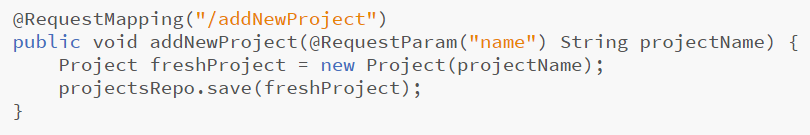 @RequestMapping("/addNewProject")
public void addNewProject(@RequestParam("name") String projectName) {
    Project freshProject = new Project(projectName);
    projectsRepo.save(freshProject);
}